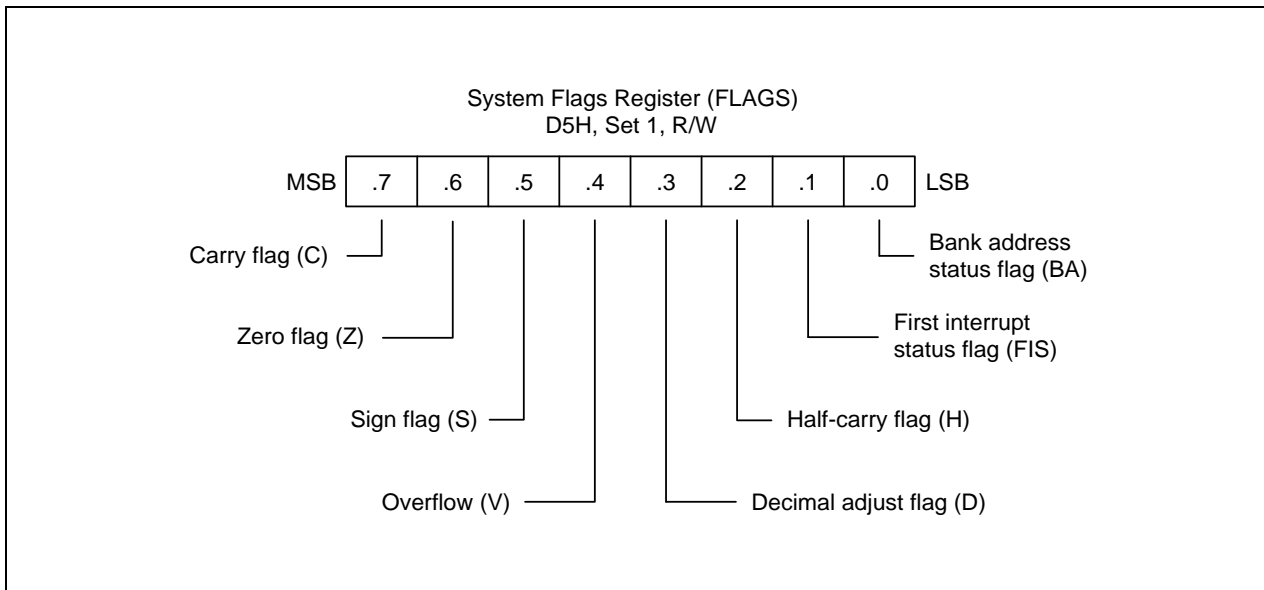 System Flags Register (FLAGS)
D5H, Set 1, R/W
MSB .7 .6 .5 .4 .3 .2 .1 .0 LSB
Carry flag (C)
Bank address
status flag (BA)
Zero flag (Z)
First interrupt
status flag (FIS)
Sign flag (S)
Half-carry flag (H)
Overflow (V)
Decimal adjust flag (D)